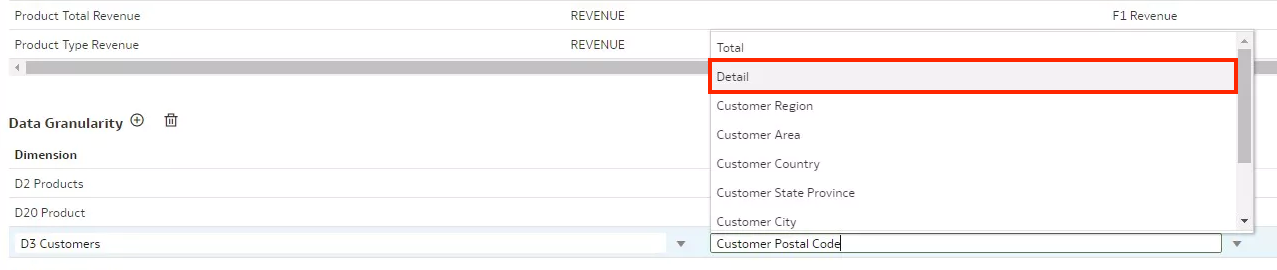 Product Total Revenue REVENUE F1 Revenue
Product Type Revenue REVENUE
Total
Detail
Customer Region
Customer Area
Customer Country
Customer State Province
Customer City
Data Granularity
Dimension
D2 Products
D20 Product
D3 Customers Customer Postal Code